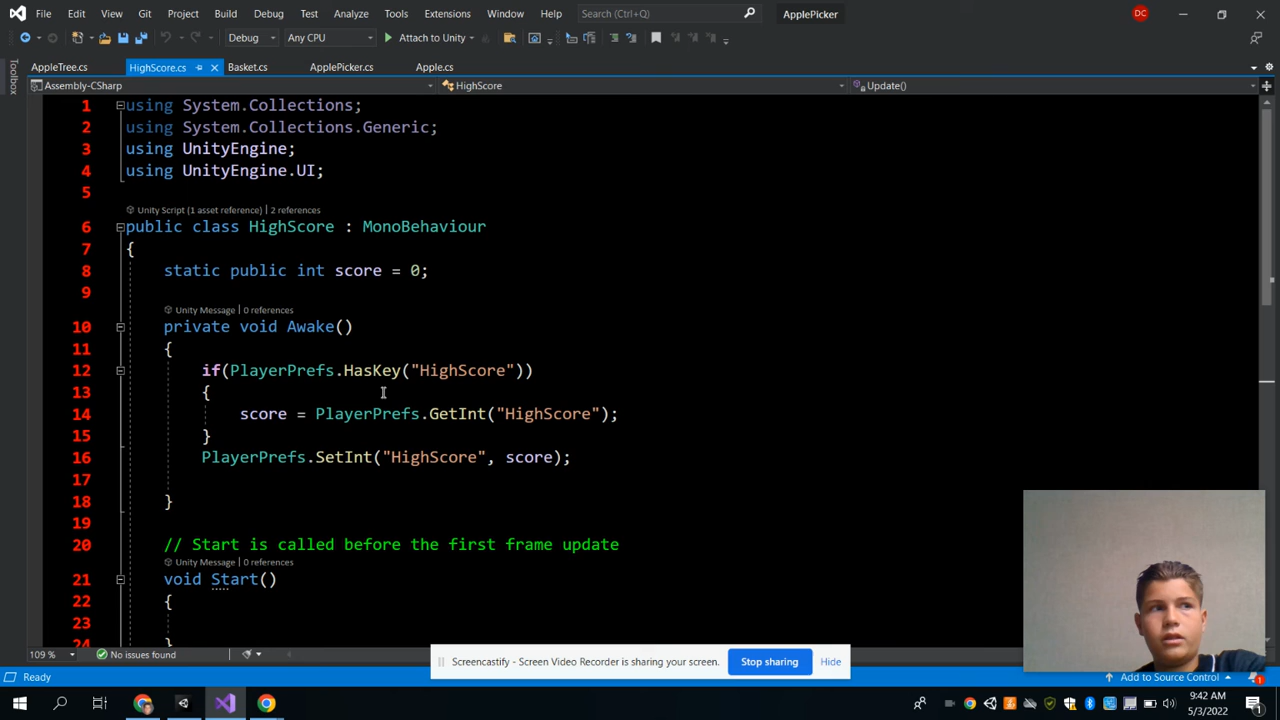 File Edit View Git Project Build Debug Test Analyze Tools Extensions Window Help Search (Ctrl+Q) ApplePicker DC
Debug Any CPU Attach to Unity
Toolbox
AppleTree.cs HighScore.cs Basket.cs ApplePicker.cs Apple.cs
Assembly-CSharp HighScore Update()
1 using System.Collections;
2 using System.Collections.Generic;
3 using UnityEngine;
4 using UnityEngine.UI;
5
Unity Script (1 asset reference) | 2 references
6 public class HighScore : MonoBehaviour
7 {
8 static public int score = 0;
9
Unity Message | 0 references
10 private void Awake()
11 {
12 if(PlayerPrefs.HasKey("HighScore"))
13 {
14 score = PlayerPrefs.GetInt("HighScore");
15 }
16 PlayerPrefs.SetInt("HighScore", score);
17
18 }
19
20 // Start is called before the first frame update
Unity Message | 0 references
21 void Start()
22 {
23
24 }
109 % No issues found
Screencastify - Screen Video Recorder is sharing your screen. Stop sharing Hide
Ready Add to Source Control 1
9:42 AM
5/3/2022
1